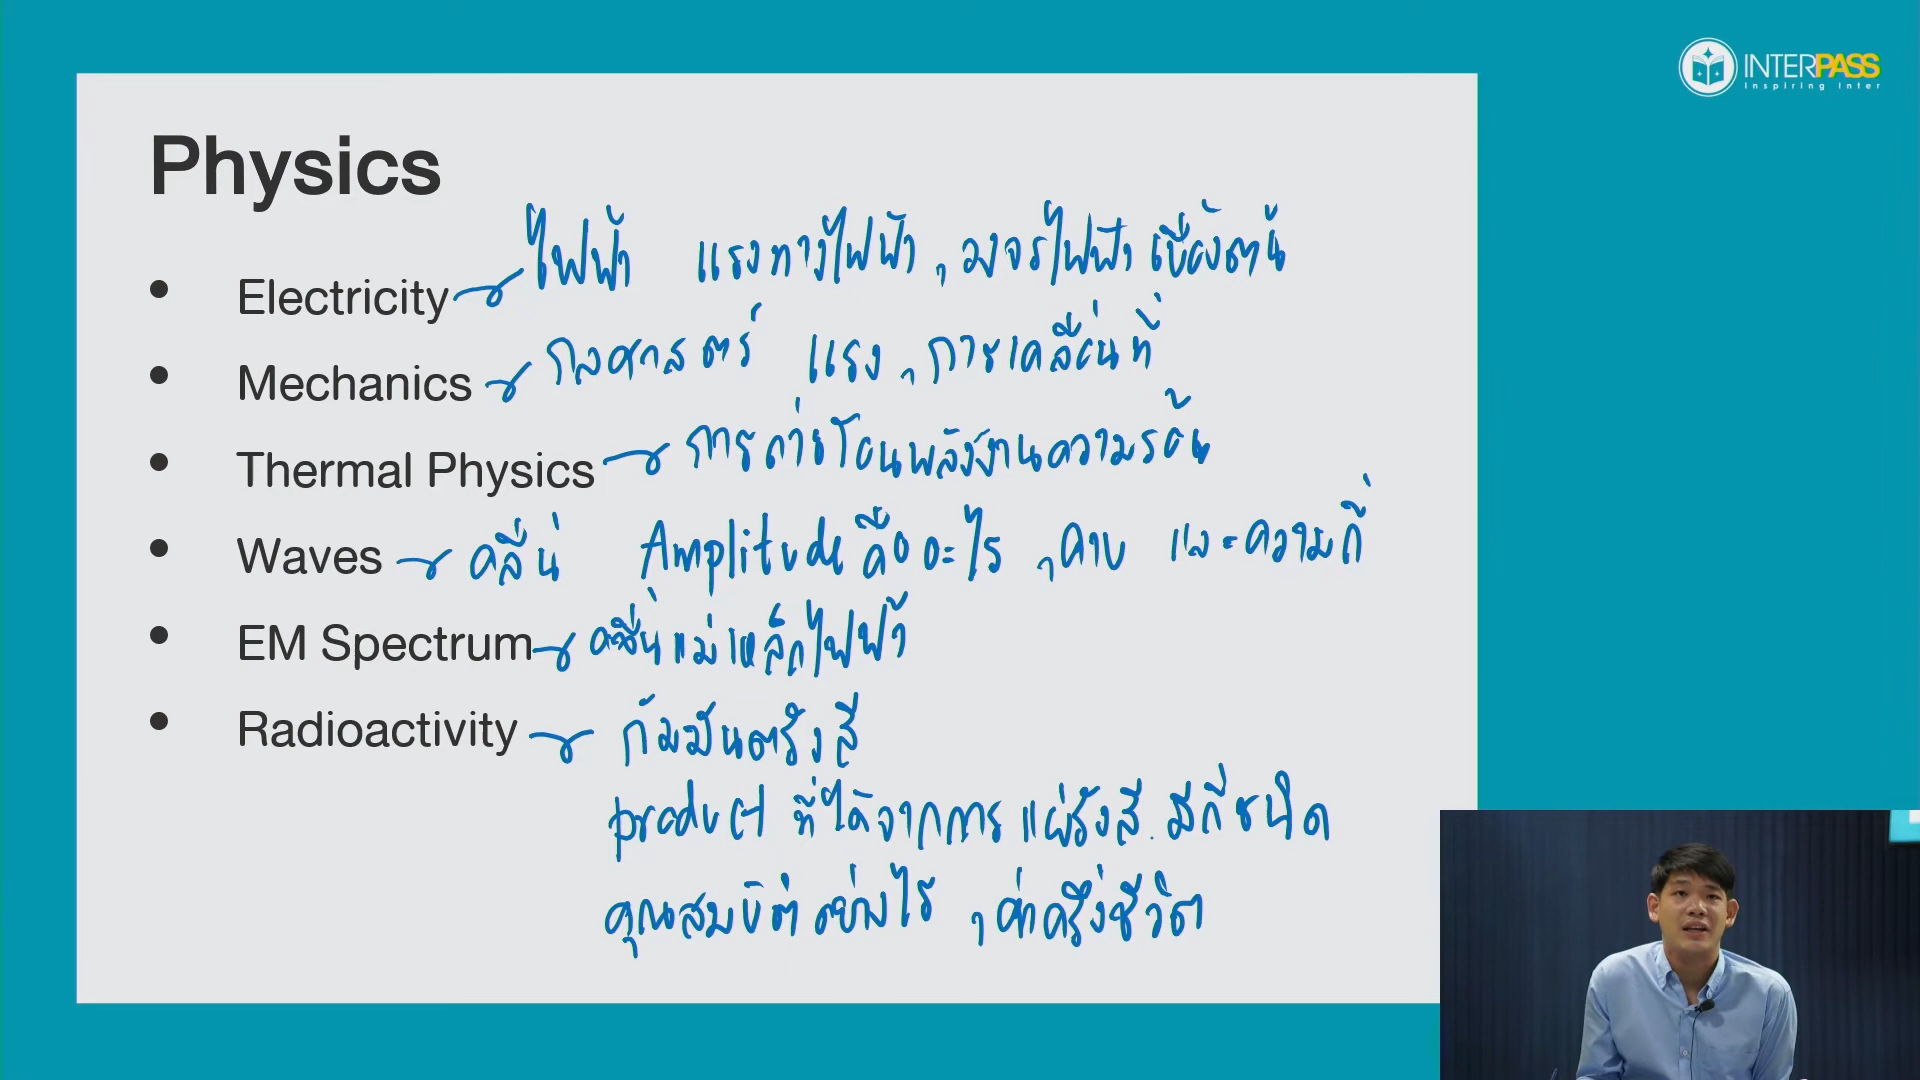 INTERPASS
Inspiring Inter
Physics
• Electricity ไฟฟ้า แรงทางไฟฟ้า, วงจรไฟฟ้าเบื้องต้น
• Mechanics กลศาสตร์ แรง, การเคลื่อนที่
• Thermal Physics การถ่ายโอนพลังงานความร้อน
• Waves คลื่น Amplitude คืออะไร, คาบ และความถี่
• EM Spectrum คลื่นแม่เหล็กไฟฟ้า
• Radioactivity กัมมันตรังสี
product ที่ได้จากการแผ่รังสี. มีกี่ชนิด
คุณสมบัติอย่างไร, ค่าครึ่งชีวิต